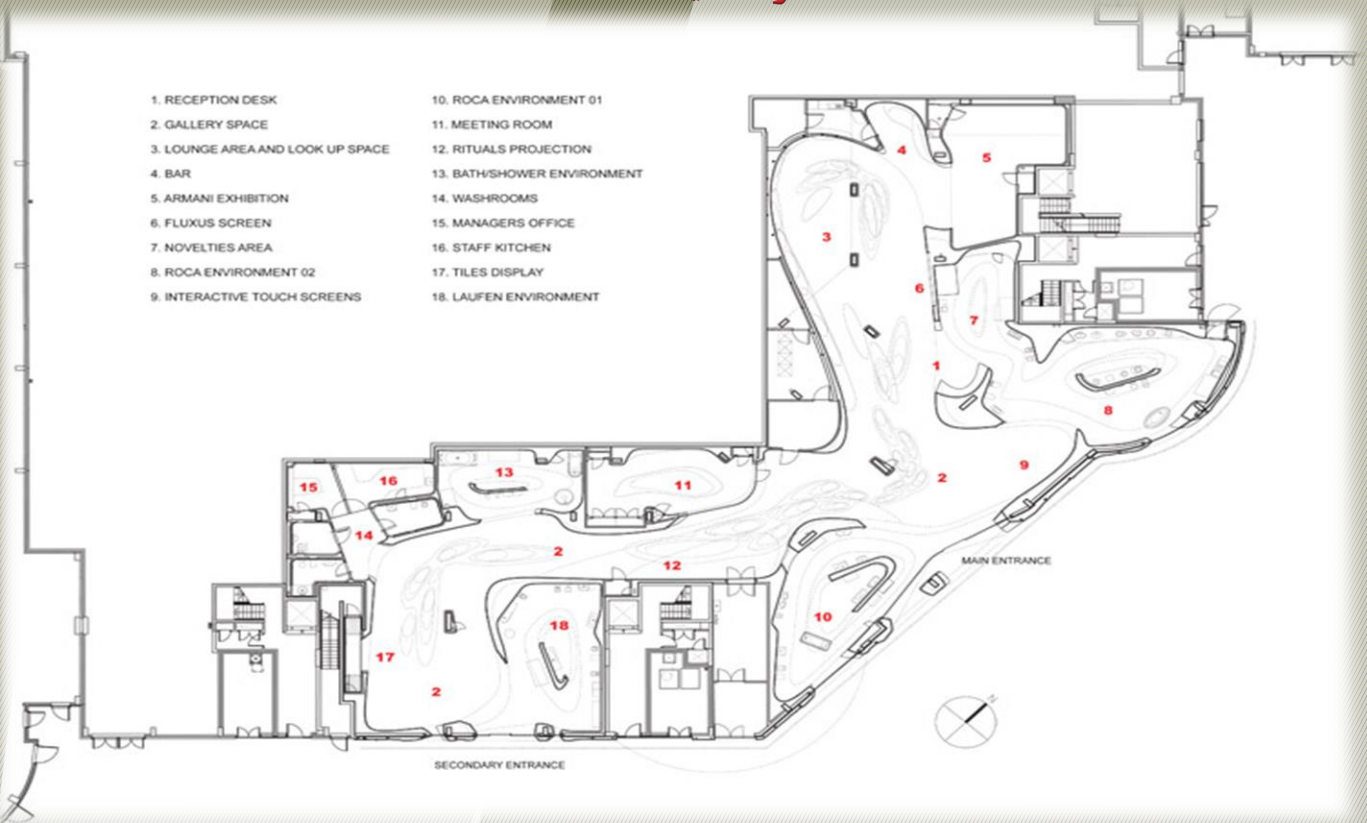 1. RECEPTION DESK
2. GALLERY SPACE
3. LOUNGE AREA AND LOOK UP SPACE
4. BAR
5. ARMANI EXHIBITION
6. FLUXUS SCREEN
7. NOVELTIES AREA
8. ROCA ENVIRONMENT 02
9. INTERACTIVE TOUCH SCREENS
10. ROCA ENVIRONMENT 01
11. MEETING ROOM
12. RITUALS PROJECTION
13. BATH/SHOWER ENVIRONMENT
14. WASHROOMS
15. MANAGERS OFFICE
16. STAFF KITCHEN
17. TILES DISPLAY
18. LAUFEN ENVIRONMENT
4
5
3
6
7
1
8
9
2
13
11
15
16
14
2
12
10
18
17
2
MAIN ENTRANCE
N
SECONDARY ENTRANCE